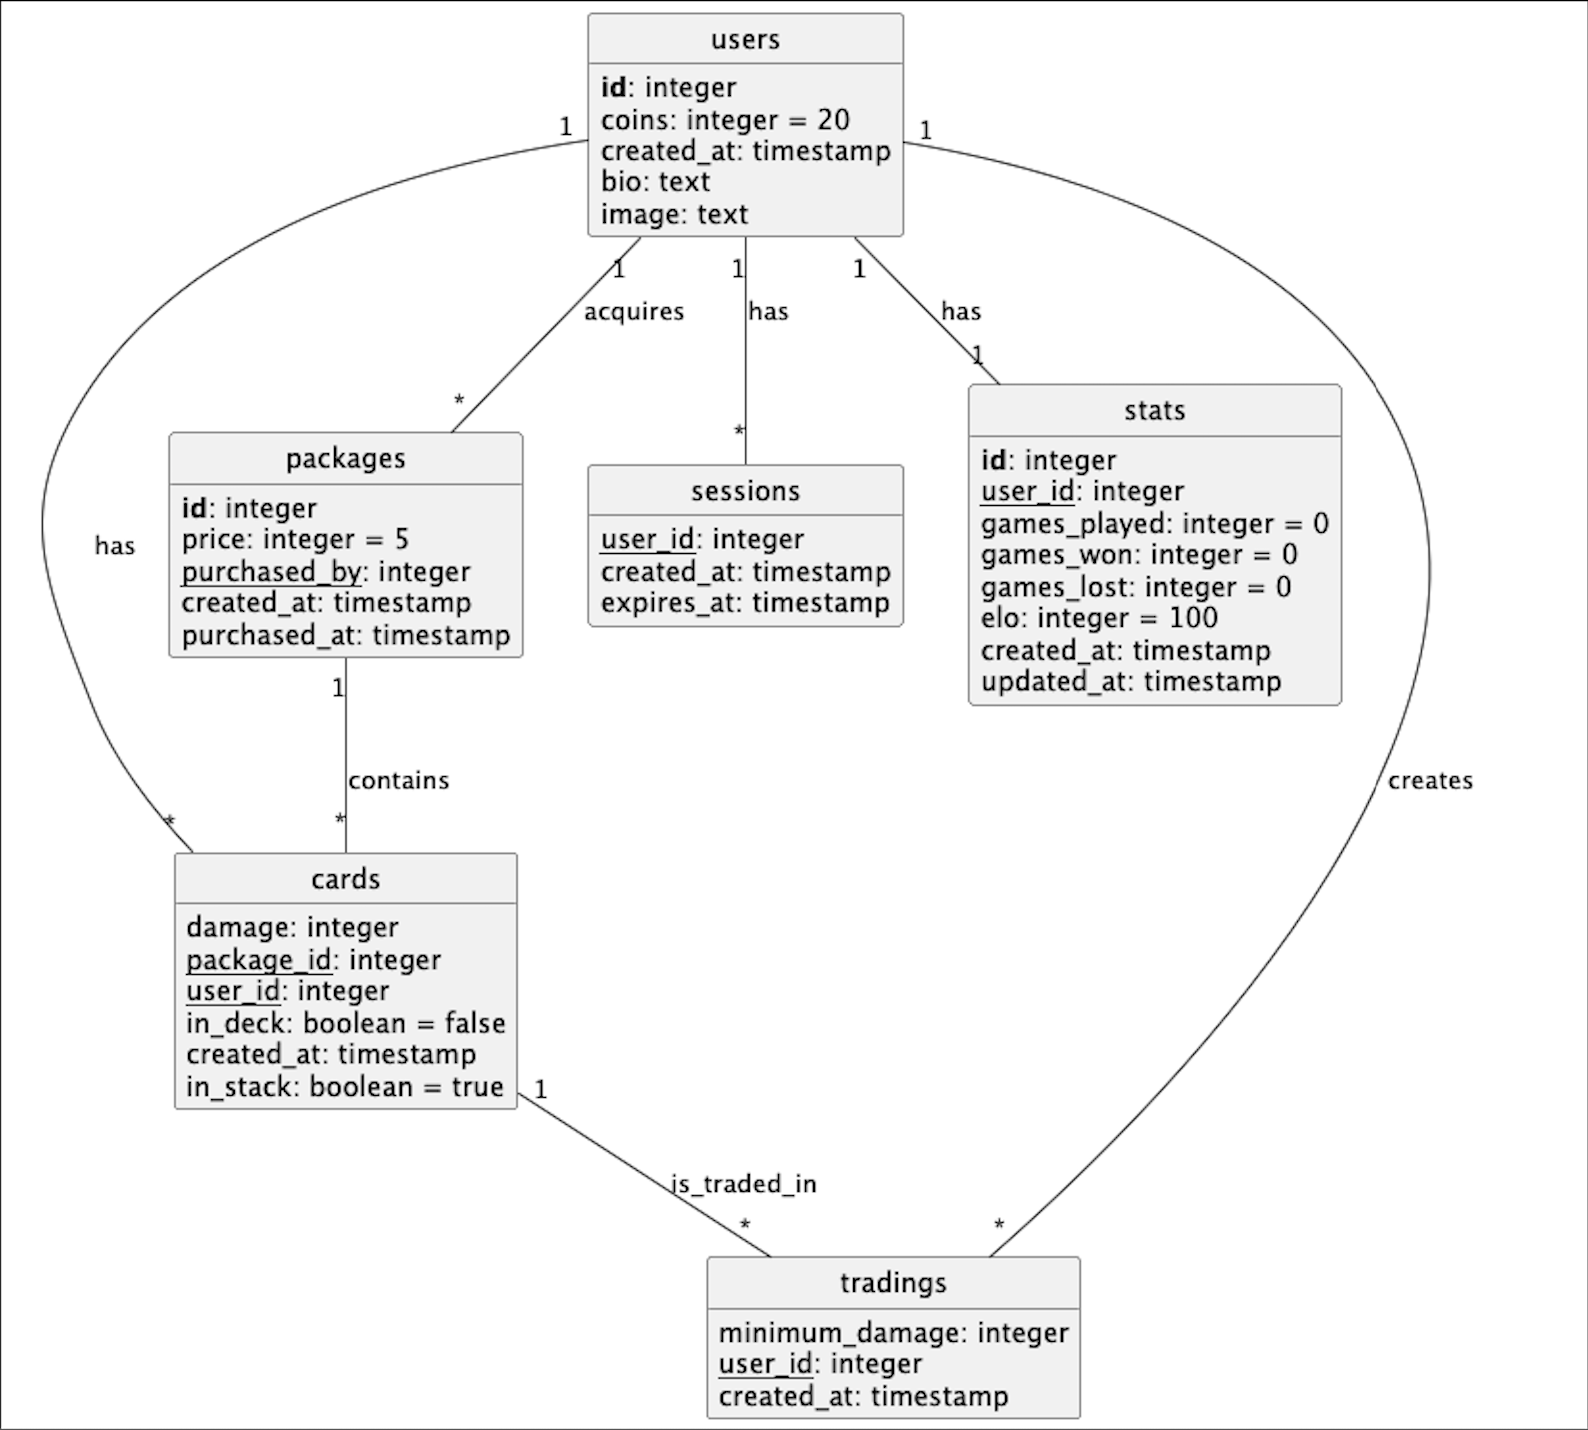 users
id: integer
coins: integer = 20
created_at: timestamp
bio: text
image: text
1
1
1
1
1
acquires
has
has
1
*
*
packages
id: integer
price: integer = 5
purchased_by: integer
created_at: timestamp
purchased_at: timestamp
sessions
user_id: integer
created_at: timestamp
expires_at: timestamp
stats
id: integer
user_id: integer
games_played: integer = 0
games_won: integer = 0
games_lost: integer = 0
elo: integer = 100
created_at: timestamp
updated_at: timestamp
has
1
contains
creates
*
*
cards
damage: integer
package_id: integer
user_id: integer
in_deck: boolean = false
created_at: timestamp
in_stack: boolean = true
1
is_traded_in
*
*
tradings
minimum_damage: integer
user_id: integer
created_at: timestamp